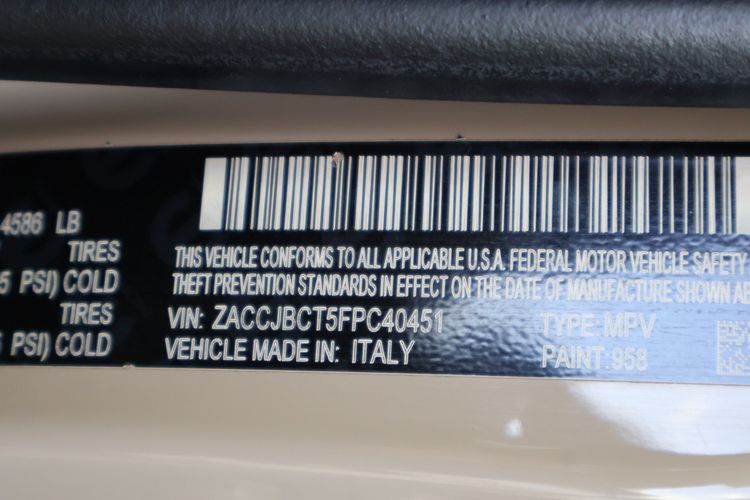 4586 LB
TIRES
5 PSI) COLD
TIRES
PSI) COLD
THIS VEHICLE CONFORMS TO ALL APPLICABLE U.S.A. FEDERAL MOTOR VEHICLE SAFETY
THEFT PREVENTION STANDARDS IN EFFECT ON THE DATE OF MANUFACTURE SHOWN
VIN: ZACCJBCT5FPC40451 TYPE: MPV
VEHICLE MADE IN: ITALY PAINT: 958